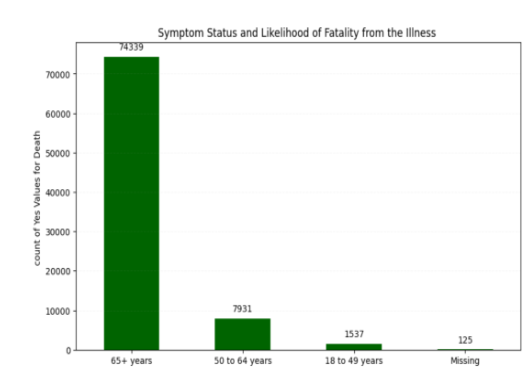 Symptom Status and Likelihood of Fatality from the Illness
74339
70000
60000
50000
40000
30000
20000
10000
0
count of Yes Values for Death
7931
1537
125
65+ years
50 to 64 years
18 to 49 years
Missing